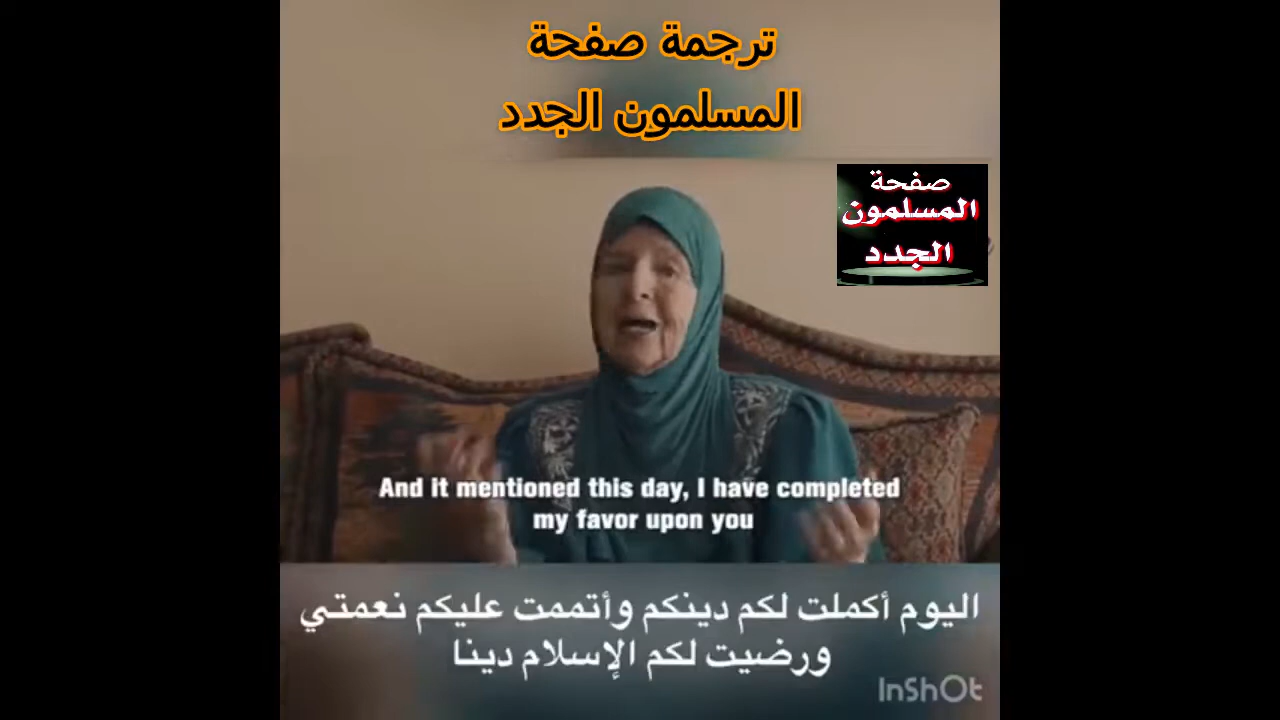 ترجمة صفحة
المسلمون الجدد
صفحة
المسلمون
الجدد
And it mentioned this day, I have completed
my favor upon you
اليوم أكملت لكم دينكم وأتممت عليكم نعمتي
ورضيت لكم الإسلام دينا
InShOt